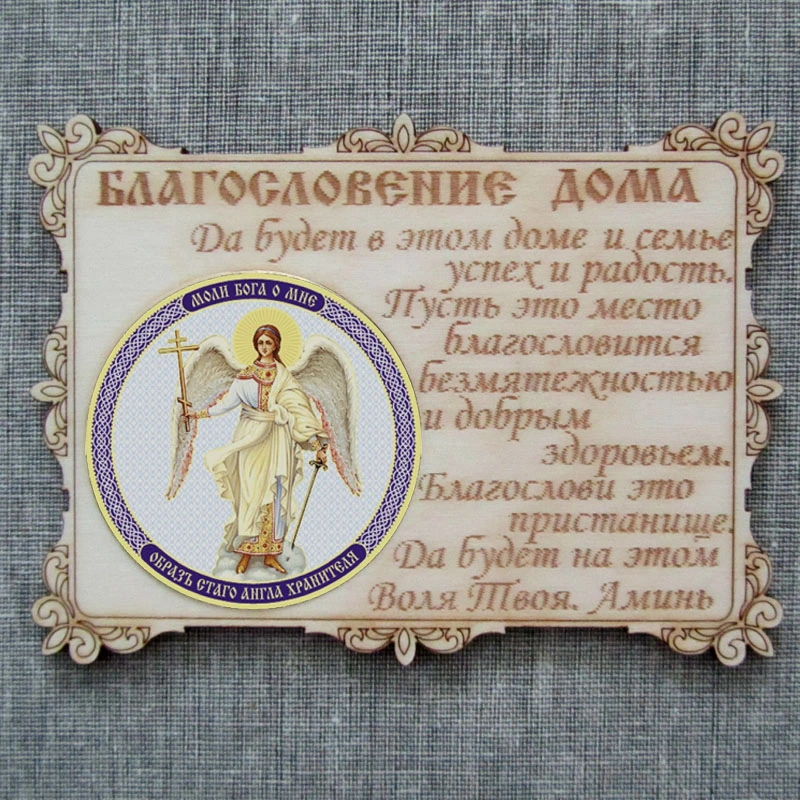 БЛАГОСЛОВЕНИЕ ДОМА
Да будет в этом доме и семье
успех и радость.
Пусть это место
благословится
безмятежностью
и добрым
здоровьем.
Благослови это
пристанище.
Да будет на этом
Воля Твоя. Аминь
МОЛИ БОГА О МНЕ
ОБРАЗЪ СТАГО АНГЛА ХРАНИТЕЛЯ